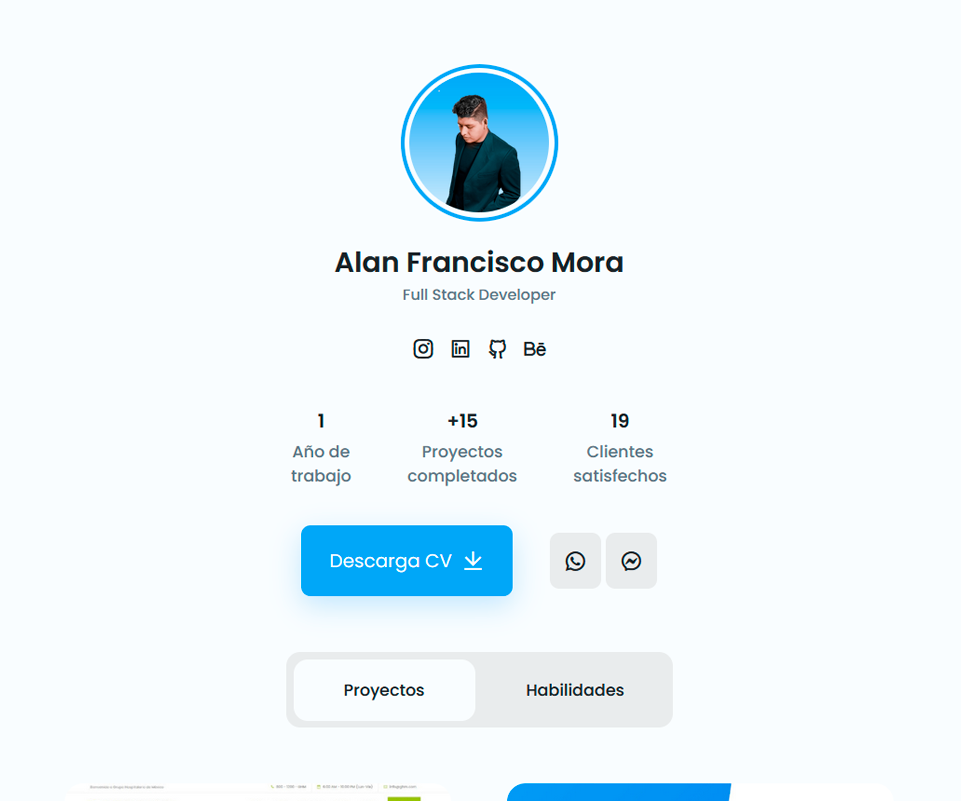 Alan Francisco Mora
Full Stack Developer
Bē
1
Año de
trabajo
+15
Proyectos
completados
19
Clientes
satisfechos
Descarga CV
Proyectos
Habilidades